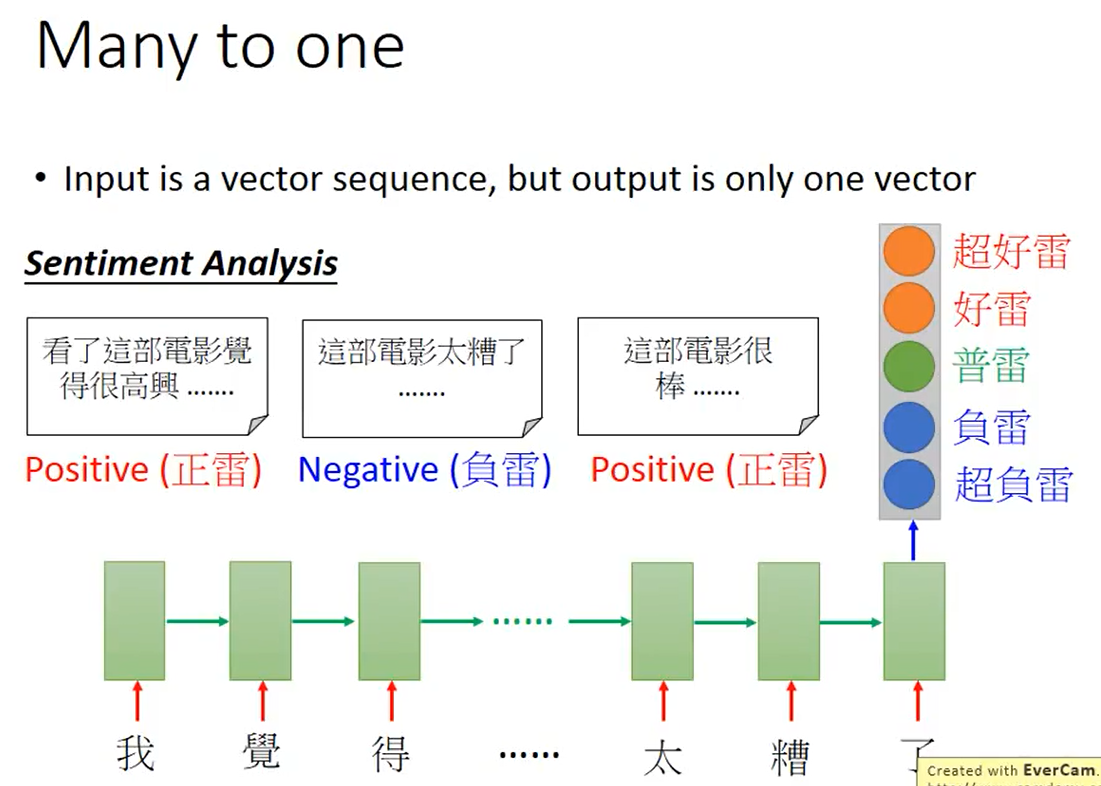 Many to one
• Input is a vector sequence, but output is only one vector
Sentiment Analysis
看了這部電影覺
得很高興 .......
Positive (正雷)
這部電影太糟了
.......
Negative (負雷)
這部電影很
棒 .......
Positive (正雷)
超好雷
好雷
普雷
負雷
超負雷
......
我 覺 得 ...... 太 糟 了
Created with EverCam.